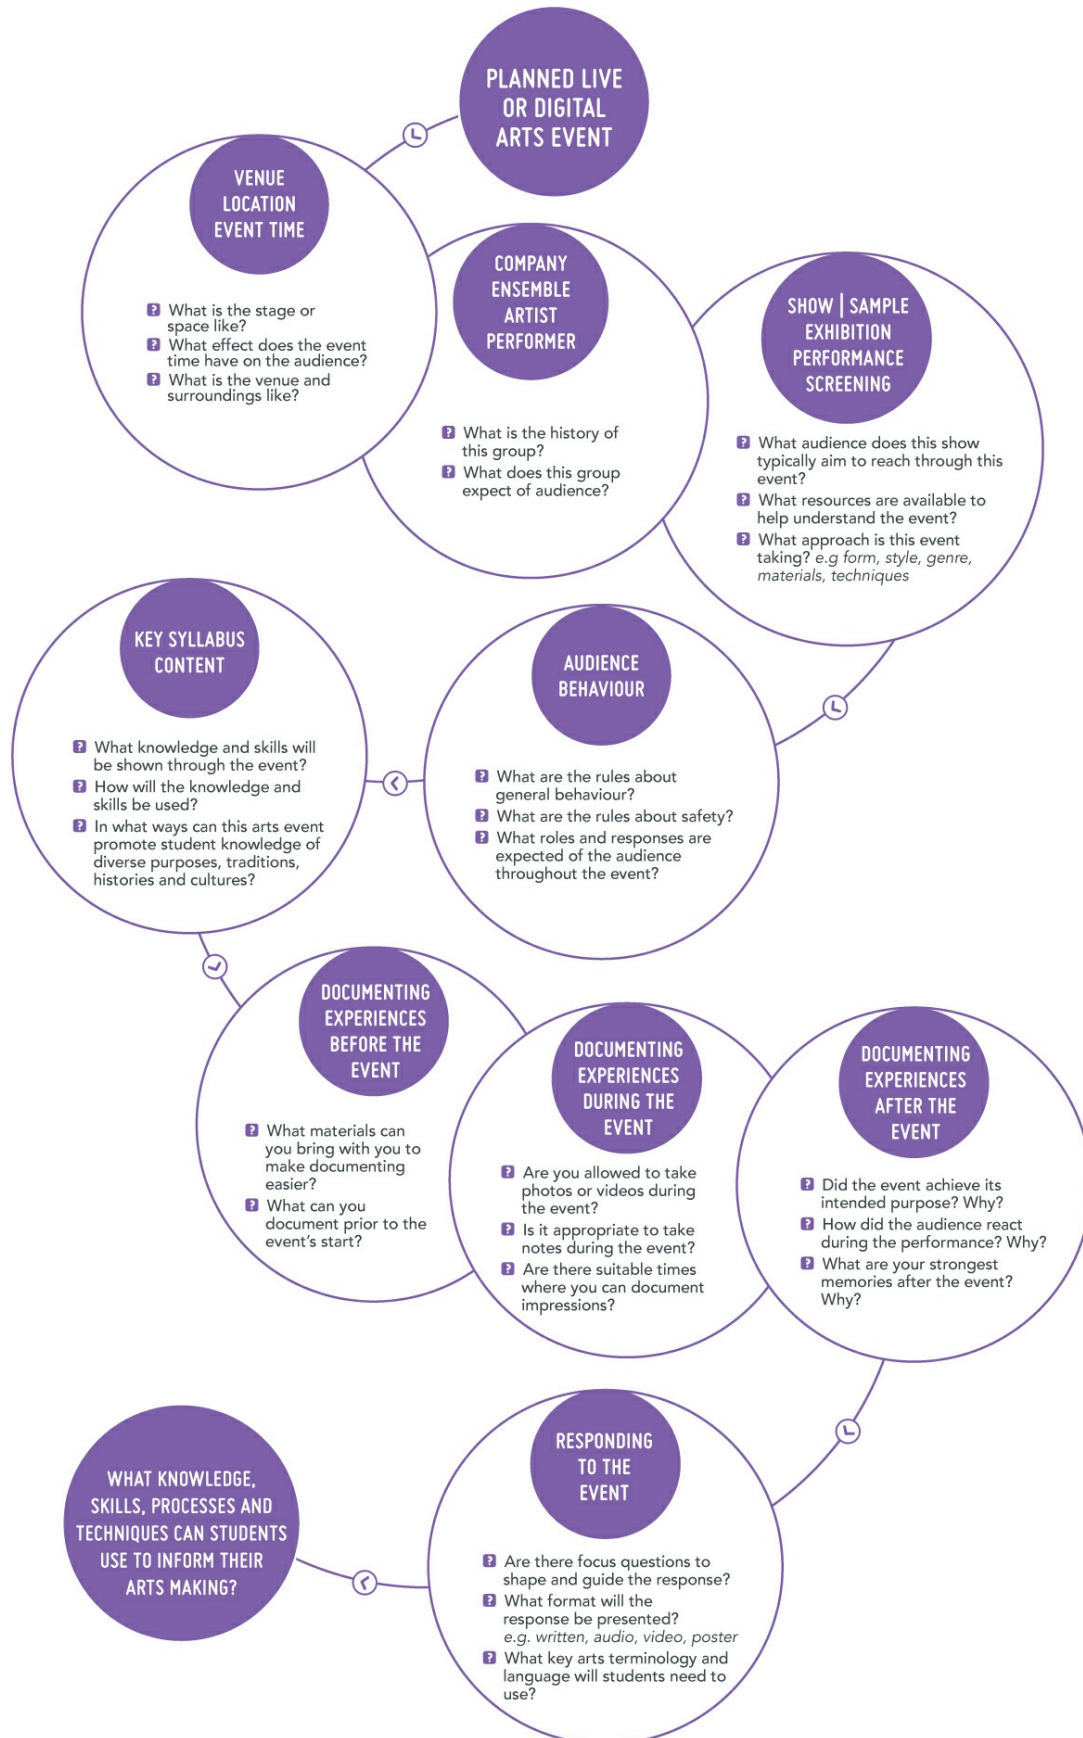 PLANNED LIVE
OR DIGITAL
ARTS EVENT
VENUE
LOCATION
EVENT TIME
What is the stage or
space like?
What effect does the event
time have on the audience?
What is the venue and
surroundings like?
COMPANY
ENSEMBLE
ARTIST
PERFORMER
What is the history of
this group?
What does this group
expect of audience?
SHOW | SAMPLE
EXHIBITION
PERFORMANCE
SCREENING
What audience does this show
typically aim to reach through this
event?
What resources are available to
help understand the event?
What approach is this event
taking? e.g form, style, genre,
materials, techniques
AUDIENCE
BEHAVIOUR
What are the rules about
general behaviour?
What are the rules about safety?
What roles and responses are
expected of the audience
throughout the event?
KEY SYLLABUS
CONTENT
What knowledge and skills will
be shown through the event?
How will the knowledge and
skills be used?
In what ways can this arts event
promote student knowledge of
diverse purposes, traditions,
histories and cultures?
DOCUMENTING
EXPERIENCES
BEFORE THE
EVENT
What materials can
you bring with you to
make documenting
easier?
What can you
document prior to the
event's start?
DOCUMENTING
EXPERIENCES
DURING THE
EVENT
Are you allowed to take
photos or videos during
the event?
Is it appropriate to take
notes during the event?
Are there suitable times
where you can document
impressions?
DOCUMENTING
EXPERIENCES
AFTER THE
EVENT
Did the event achieve its
intended purpose? Why?
How did the audience react
during the performance? Why?
What are your strongest
memories after the event?
Why?
RESPONDING
TO THE
EVENT
Are there focus questions to
shape and guide the response?
What format will the
response be presented?
e.g. written, audio, video, poster
What key arts terminology and
language will students need to
use?
WHAT KNOWLEDGE,
SKILLS, PROCESSES AND
TECHNIQUES CAN STUDENTS
USE TO INFORM THEIR
ARTS MAKING?